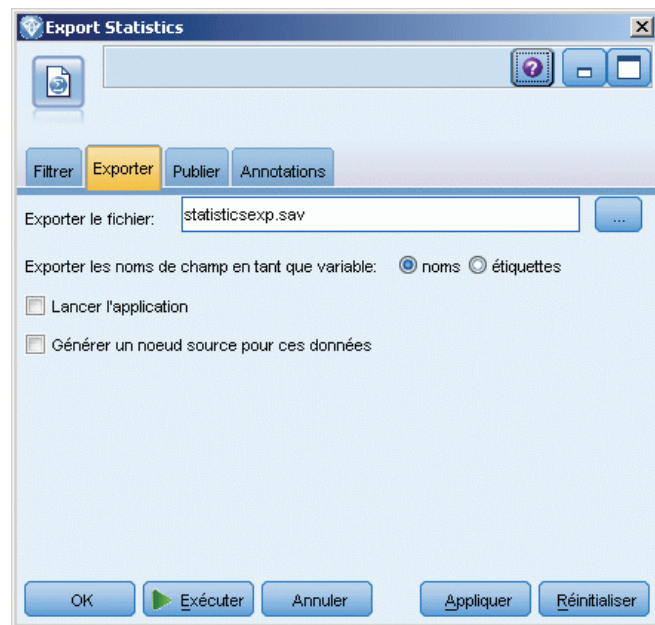 Export Statistics
Filtrer Exporter Publier Annotations
Exporter le fichier: statisticsexp.sav ...
Exporter les noms de champ en tant que variable: noms étiquettes
Lancer l'application
Générer un noeud source pour ces données
OK Exécuter Annuler Appliquer Réinitialiser